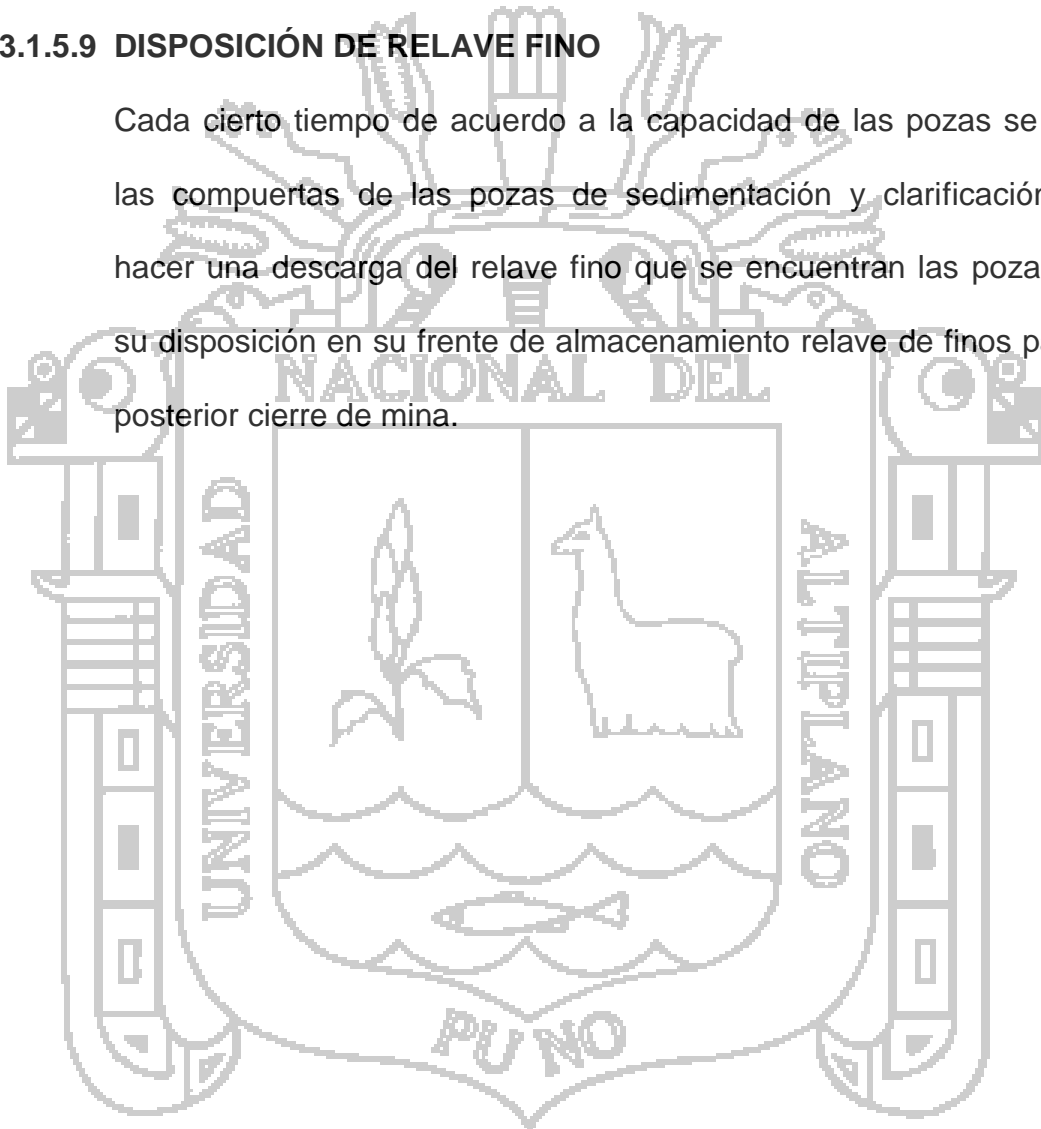 3.1.5.9 DISPOSICIÓN DE RELAVE FINO
Cada cierto tiempo de acuerdo a la capacidad de las pozas se
las compuertas de las pozas de sedimentación y clarificación
hacer una descarga del relave fino que se encuentran las poza
su disposición en su frente de almacenamiento relave de finos
posterior cierre de mina.
NACIONAL DEL
UNIVERSIDAD
ALTIPLANO
PUNO